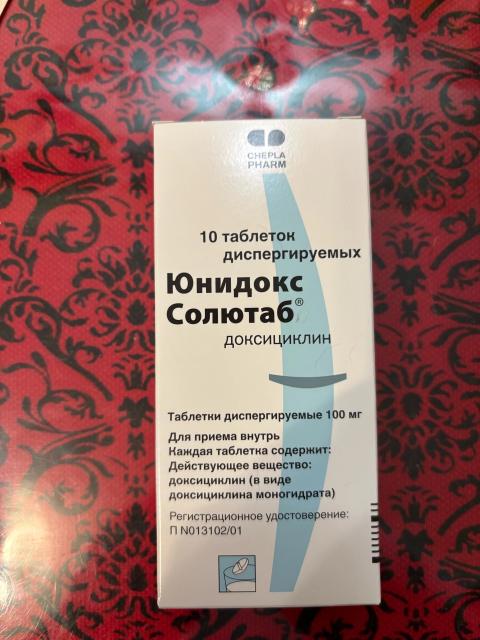 CHEPLA
PHARM
10 таблеток
диспергируемых
Юнидокс
Солютаб®
доксициклин
Таблетки диспергируемые 100 мг
Для приема внутрь
Каждая таблетка содержит:
Действующее вещество:
доксициклин (в виде
доксициклина моногидрата)
Регистрационное удостоверение:
П N013102/01